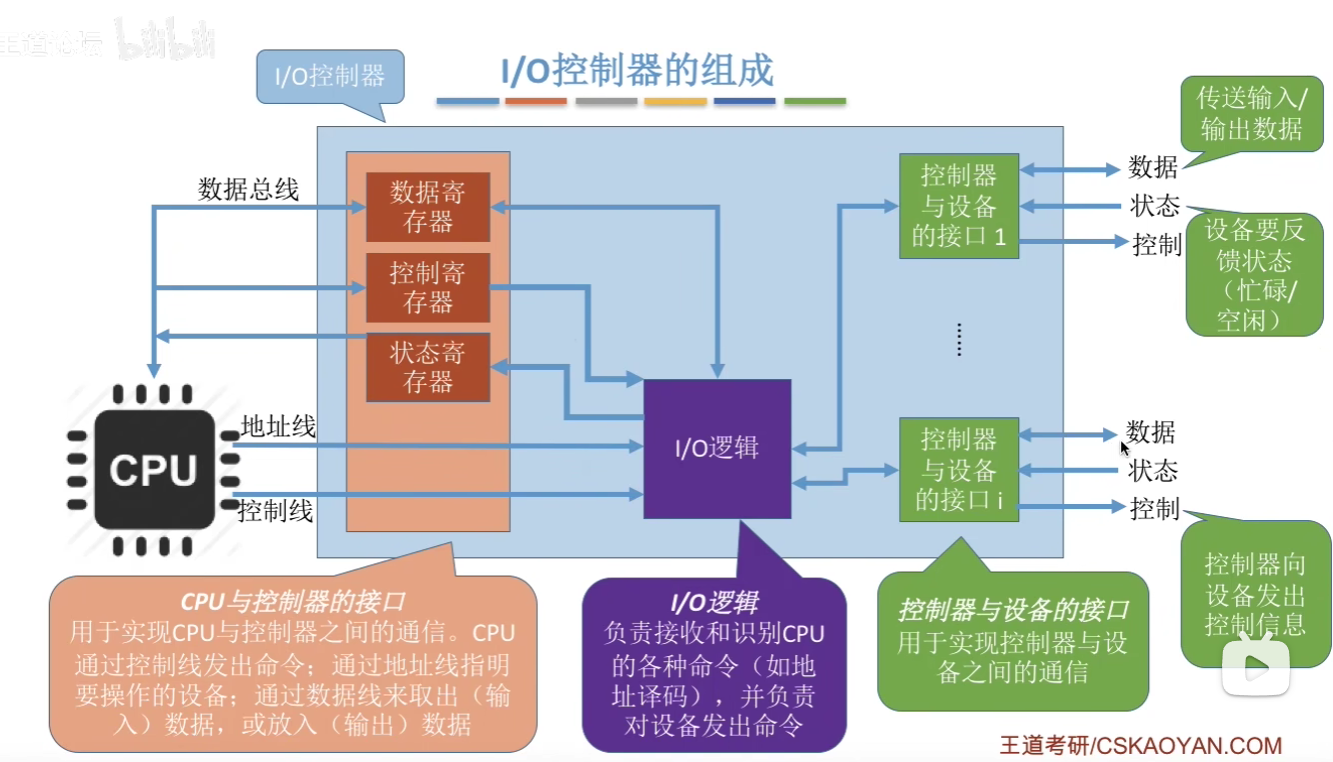 王道论坛 bilibili
I/O控制器的组成
I/O控制器
传送输入/
输出数据
数据总线
数据寄
存器
控制寄
存器
状态寄
存器
控制器
与设备
的接口 1
数据
状态
控制
设备要反
馈状态
（忙碌/
空闲）
......
CPU
地址线
控制线
I/O逻辑
控制器
与设备
的接口 i
数据
状态
控制
控制器向
设备发出
控制信息
CPU与控制器的接口
用于实现CPU与控制器之间的通信。CPU
通过控制线发出命令；通过地址线指明
要操作的设备；通过数据线来取出（输
入）数据，或放入（输出）数据
I/O逻辑
负责接收和识别CPU
的各种命令（如地
址译码），并负责
对设备发出命令
控制器与设备的接口
用于实现控制器与设
备之间的通信
王道考研/CSKAOYAN.COM